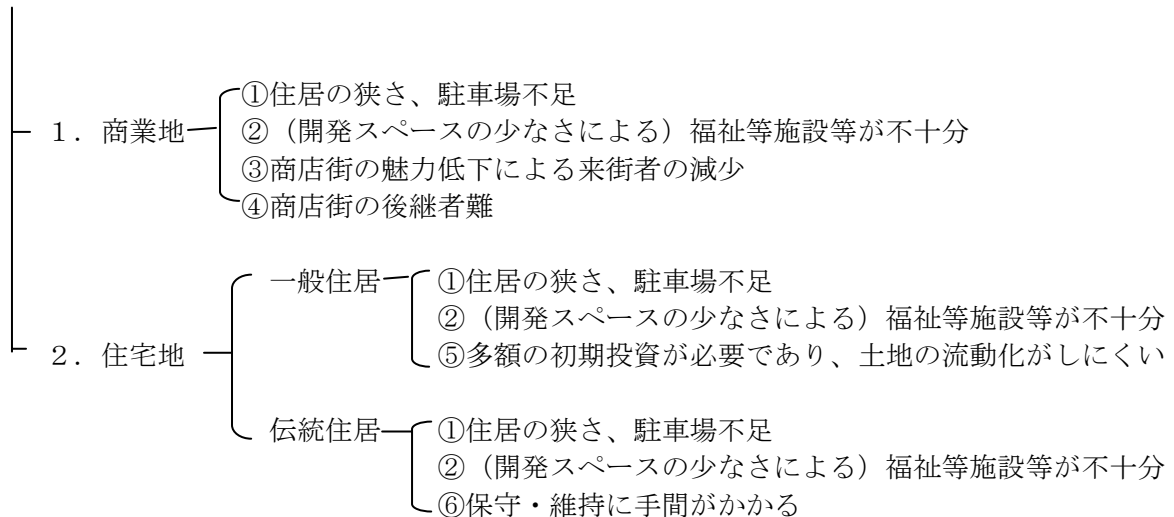 ①住居の狭さ、駐車場不足
1．商業地
②（開発スペースの少なさによる）福祉等施設等が不十分
③商店街の魅力低下による来街者の減少
④商店街の後継者難
一般住居
①住居の狭さ、駐車場不足
②（開発スペースの少なさによる）福祉等施設等が不十分
2．住宅地
⑤多額の初期投資が必要であり、土地の流動化がしにくい
伝統住居
①住居の狭さ、駐車場不足
②（開発スペースの少なさによる）福祉等施設等が不十分
⑥保守・維持に手間がかかる